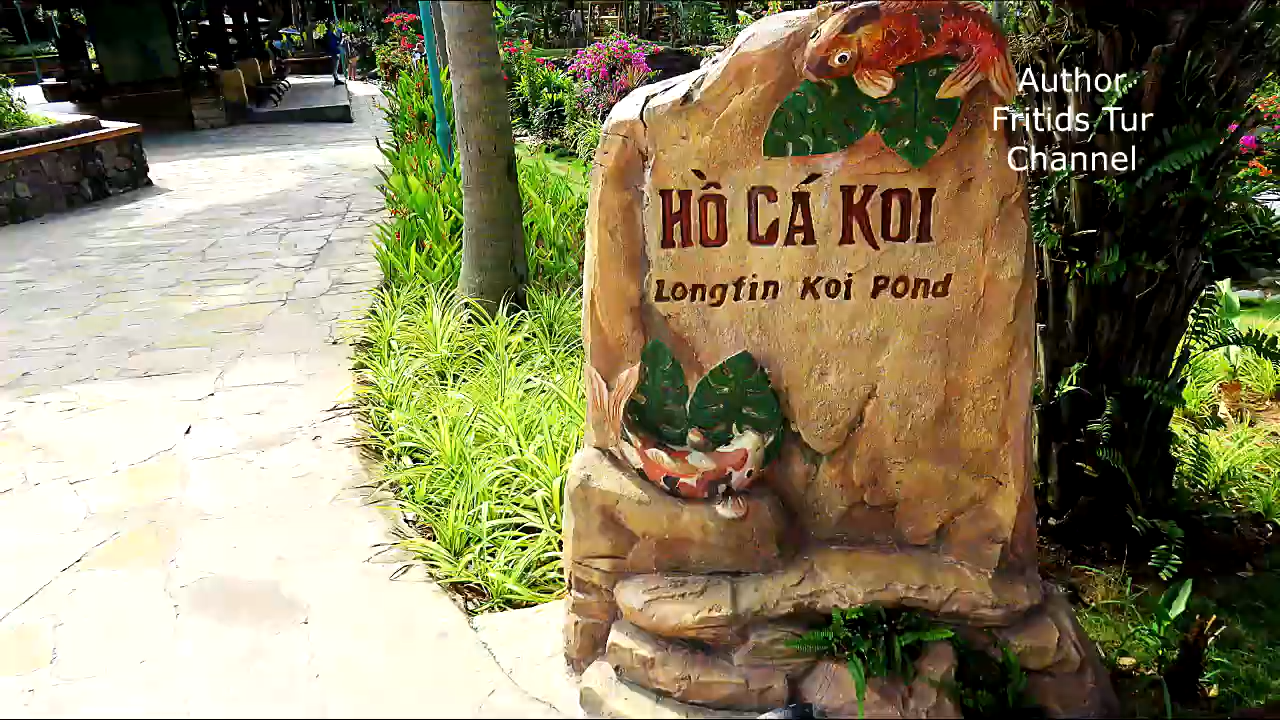 HỒ CÁ KOI
Longfin Koi POnd
Author
Fritids Tur
Channel